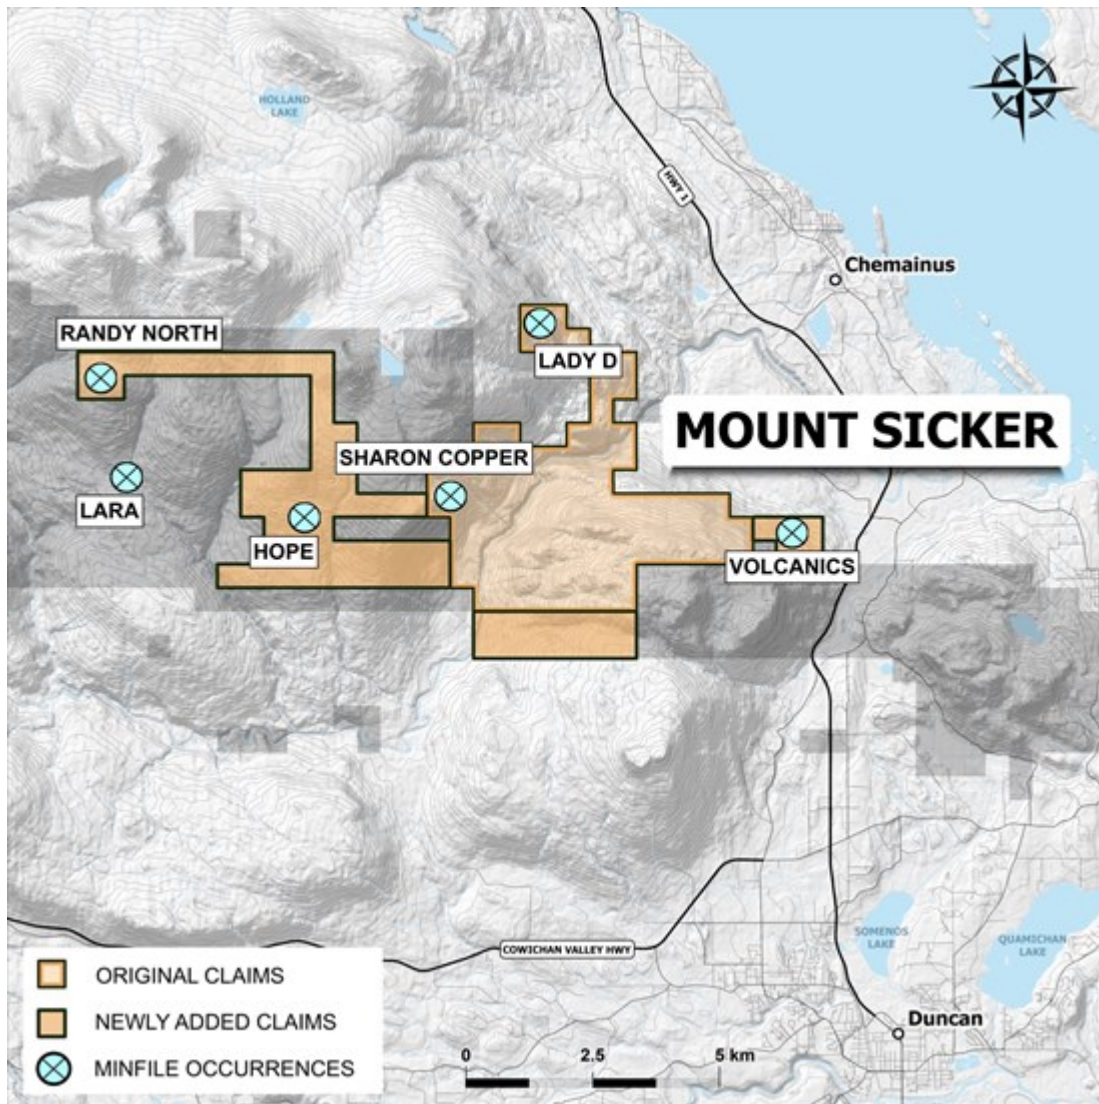 HOLLAND
LAKE
HWY 1
Chemainus
RANDY NORTH
LADY D
MOUNT SICKER
SHARON COPPER
LARA
HOPE
VOLCANICS
COWICHAN VALLEY HWY
SOMENOS
LAKE
QUAMICHAN
LAKE
Duncan
ORIGINAL CLAIMS
NEWLY ADDED CLAIMS
MINFILE OCCURRENCES
0 2.5 5 km